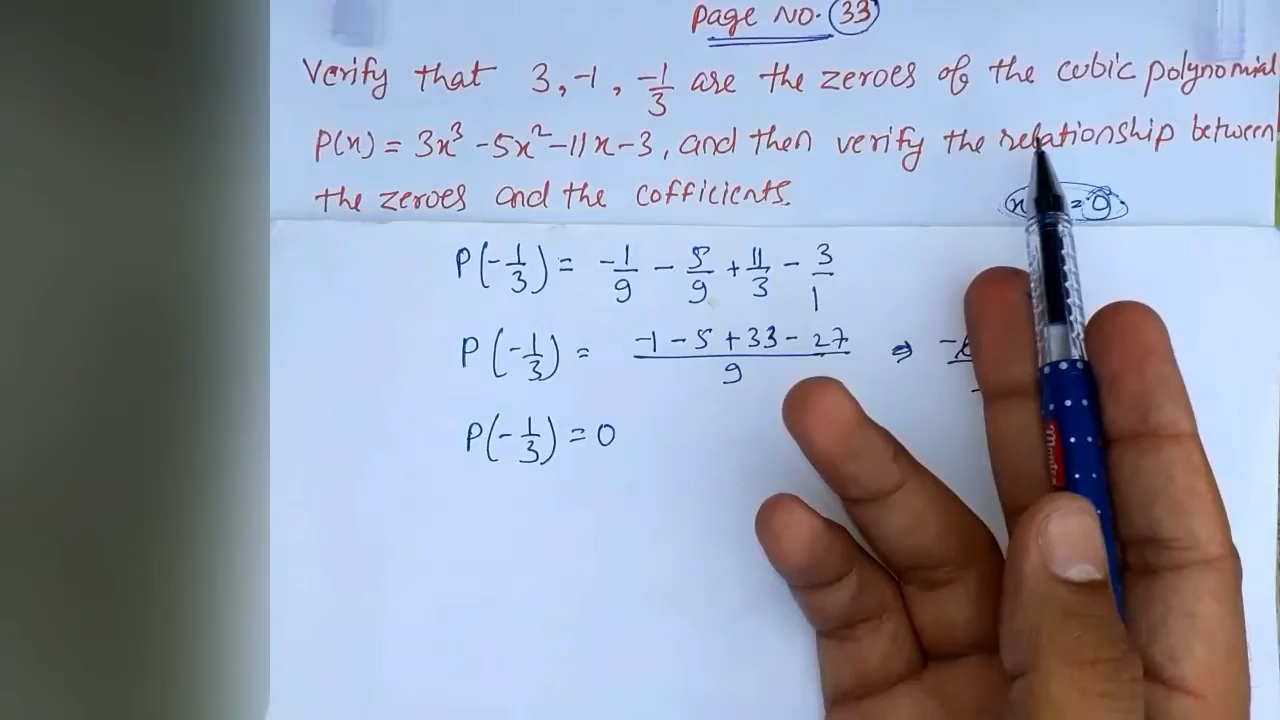 Page No. 33
Verify that 3, -1, -1/3 are the zeroes of the cubic polynomial
P(x) = 3x³ - 5x² - 11x - 3, and then verify the relationship between
the zeroes and the cofficients.
P(-1/3) = -1/9 - 5/9 + 11/3 - 3/1
P(-1/3) = (-1 - 5 + 33 - 27)/9 ⇒
P(-1/3) = 0